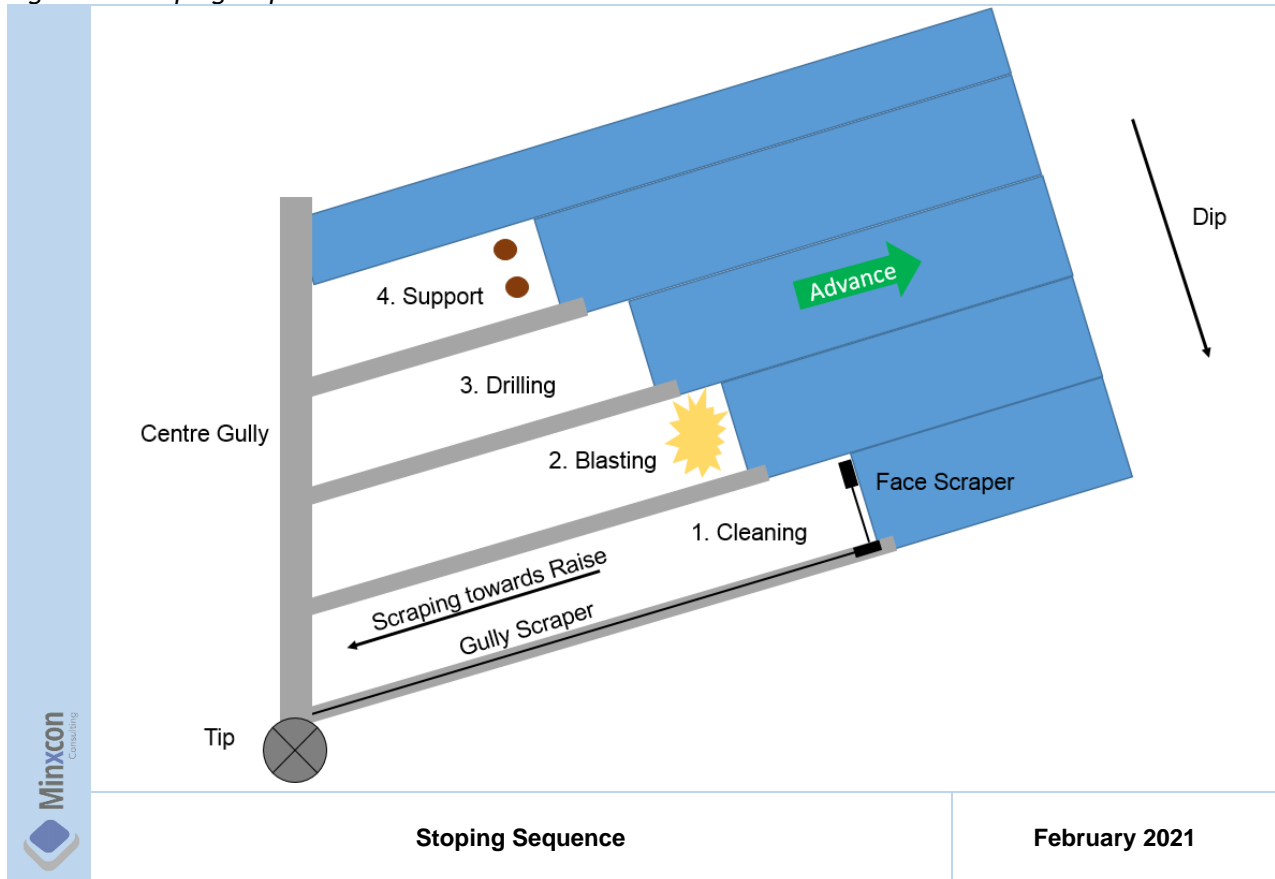 Dip
Advance
4. Support
3. Drilling
Centre Gully
2. Blasting
Face Scraper
1. Cleaning
Scraping towards Raise
Gully Scraper
Tip
Minxcon
Consulting
Stoping Sequence
February 2021